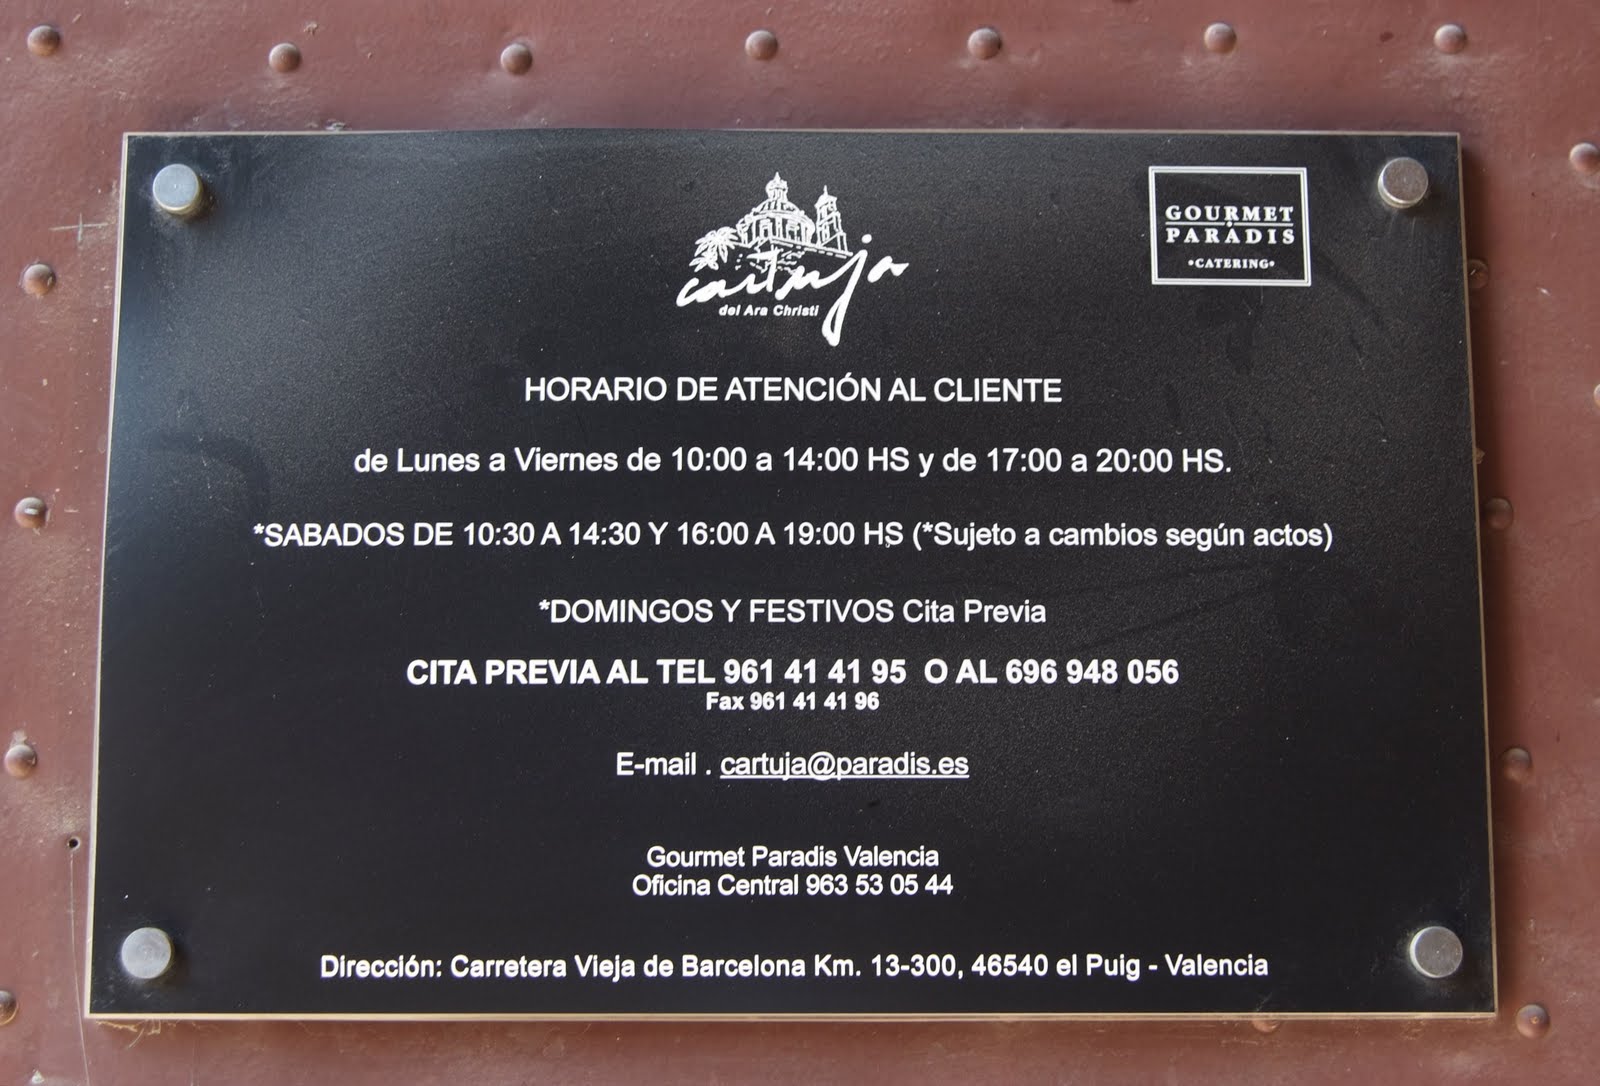 cartuja
del Ara Christi
GOURMET
PARADIS
•CATERING•
HORARIO DE ATENCIÓN AL CLIENTE
de Lunes a Viernes de 10:00 a 14:00 HS y de 17:00 a 20:00 HS.
*SABADOS DE 10:30 A 14:30 Y 16:00 A 19:00 HS (*Sujeto a cambios según actos)
*DOMINGOS Y FESTIVOS Cita Previa
CITA PREVIA AL TEL 961 41 41 95 O AL 696 948 056
Fax 961 41 41 96
E-mail . cartuja@paradis.es
Gourmet Paradis Valencia
Oficina Central 963 53 05 44
Dirección: Carretera Vieja de Barcelona Km. 13-300, 46540 el Puig - Valencia